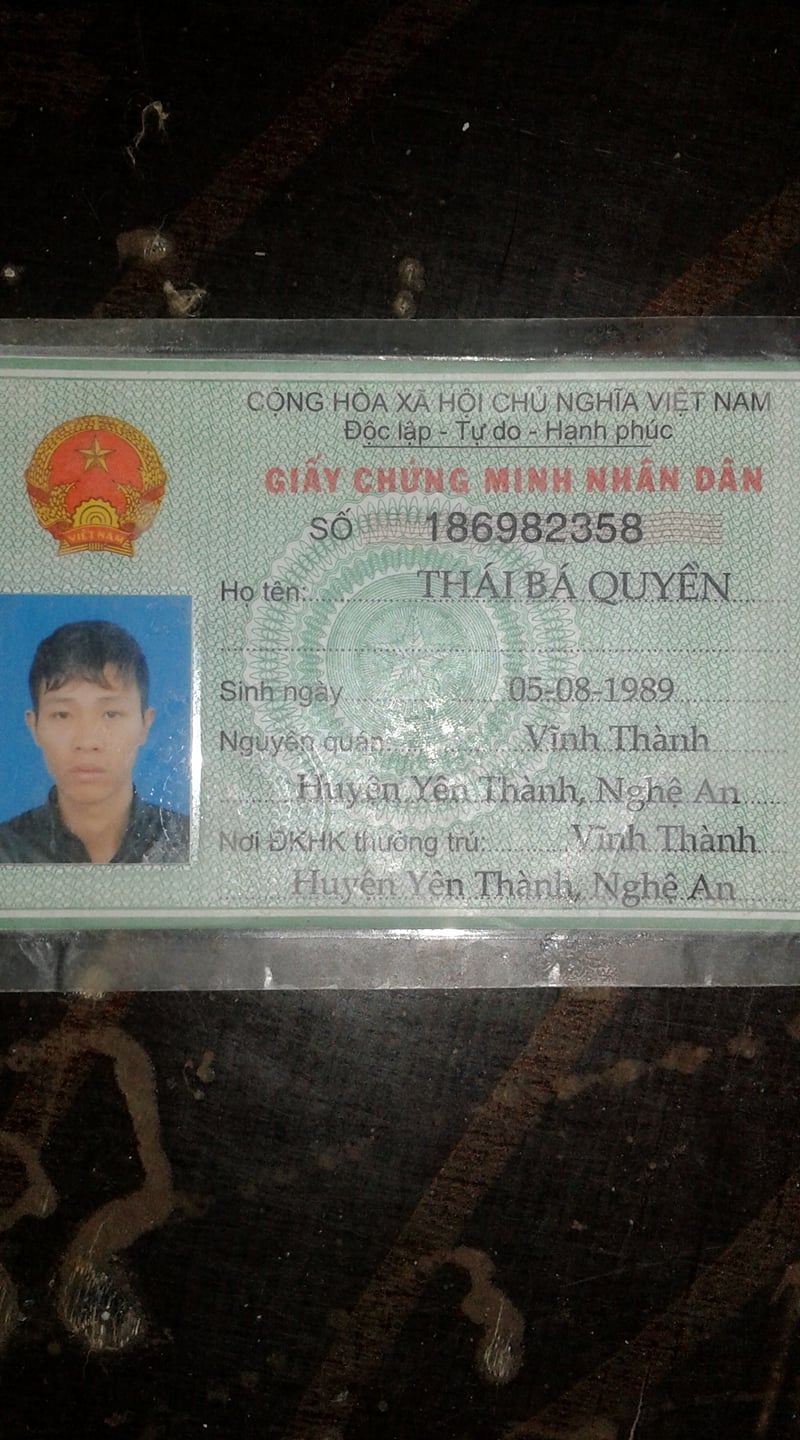 CỘNG HÒA XÃ HỘI CHỦ NGHĨA VIỆT NAM
Độc lập - Tự do - Hạnh phúc
GIẤY CHỨNG MINH NHÂN DÂN
SỐ 186982358
Họ tên: THÁI BÁ QUYỀN
Sinh ngày 05-08-1989
Nguyên quán: Vĩnh Thành
Huyện Yên Thành, Nghệ An
Nơi ĐKHK thường trú: Vĩnh Thành
Huyện Yên Thành, Nghệ An
VIỆT NAM